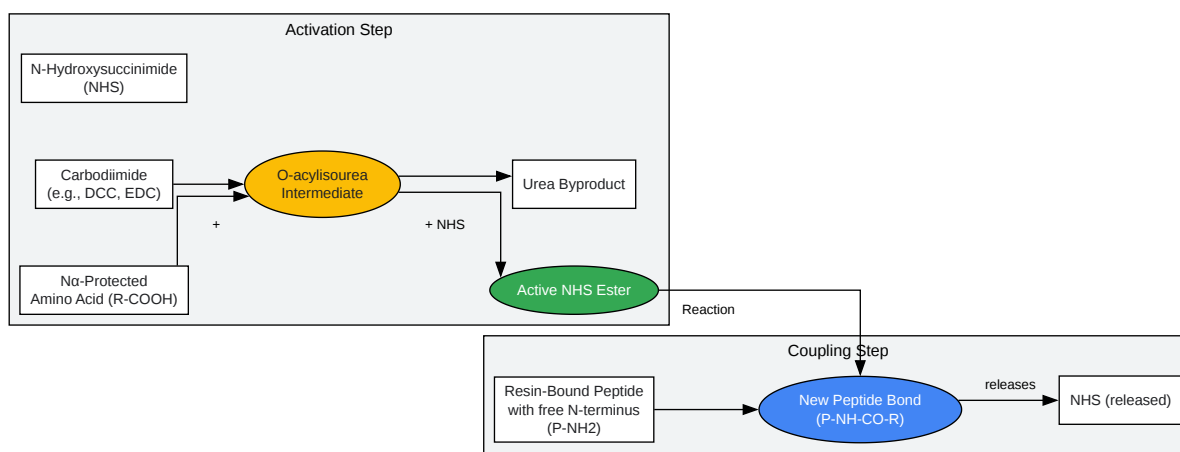 Activation Step
N-Hydroxysuccinimide
(NHS)
Carbodiimide
(e.g., DCC, EDC)
O-acylisourea
Intermediate
Urea Byproduct
+
+ NHS
Nα-Protected
Amino Acid (R-COOH)
Active NHS Ester
Reaction
Coupling Step
Resin-Bound Peptide
with free N-terminus
(P-NH2)
New Peptide Bond
(P-NH-CO-R)
releases
NHS (released)